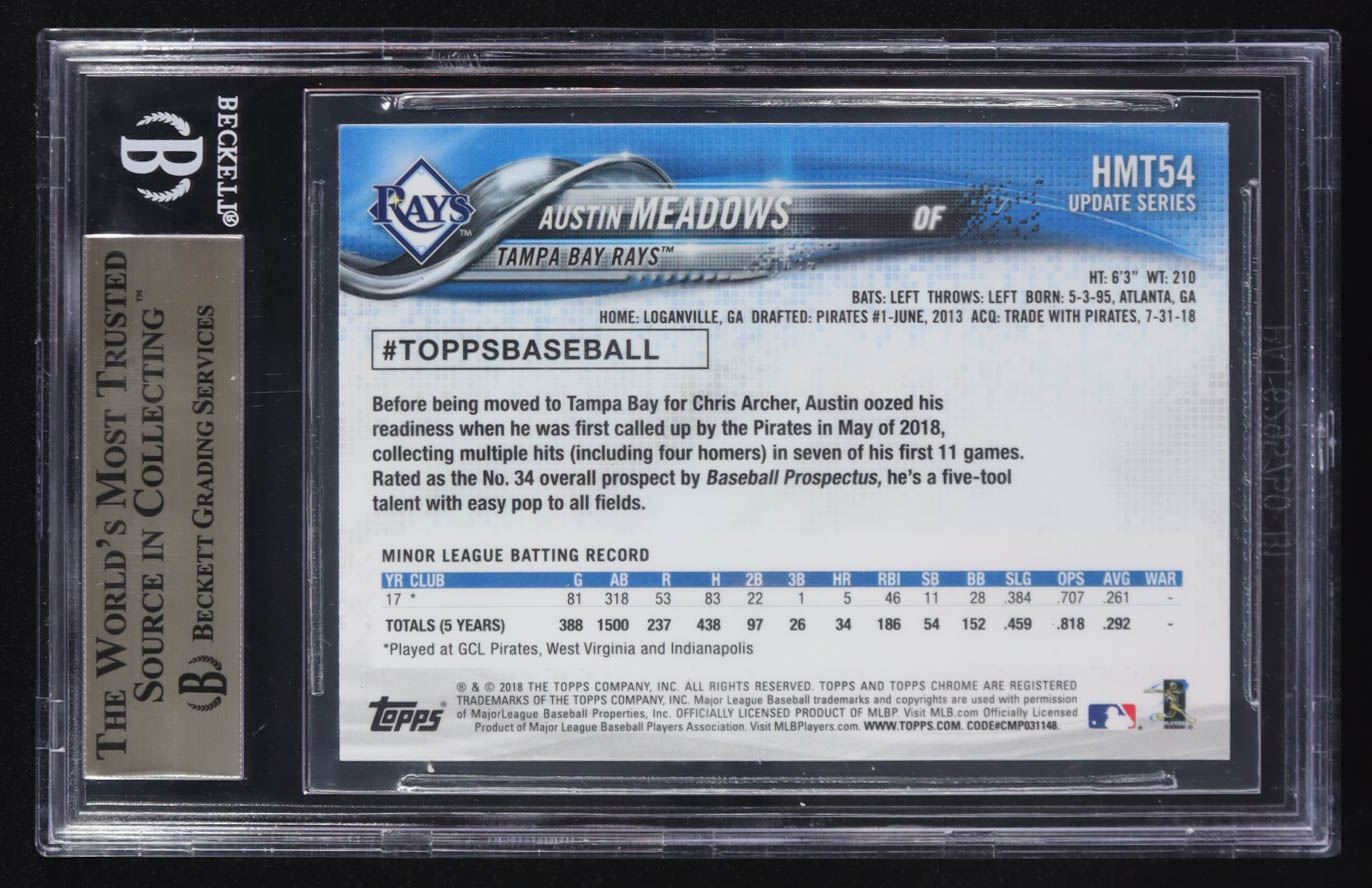 BECKETT®
B
THE WORLD'S MOST TRUSTED
SOURCE IN COLLECTING™
B BECKETT GRADING SERVICES
RAYS™
AUSTIN MEADOWS
OF
TAMPA BAY RAYS™
HMT54
UPDATE SERIES
HT: 6'3" WT: 210
BATS: LEFT THROWS: LEFT BORN: 5-3-95, ATLANTA, GA
HOME: LOGANVILLE, GA DRAFTED: PIRATES #1-JUNE, 2013 ACQ: TRADE WITH PIRATES, 7-31-18
#TOPPSBASEBALL
Before being moved to Tampa Bay for Chris Archer, Austin oozed his
readiness when he was first called up by the Pirates in May of 2018,
collecting multiple hits (including four homers) in seven of his first 11 games.
Rated as the No. 34 overall prospect by Baseball Prospectus, he's a five-tool
talent with easy pop to all fields.
MINOR LEAGUE BATTING RECORD
YR CLUB G AB R H 2B 3B HR RBI SB BB SLG OPS AVG WAR
17 * 81 318 53 83 22 1 5 46 11 28 .384 .707 .261 -
TOTALS (5 YEARS) 388 1500 237 438 97 26 34 186 54 152 .459 .818 .292 -
*Played at GCL Pirates, West Virginia and Indianapolis
topps®
® & © 2018 THE TOPPS COMPANY, INC. ALL RIGHTS RESERVED. TOPPS AND TOPPS CHROME ARE REGISTERED
TRADEMARKS OF THE TOPPS COMPANY, INC. Major League Baseball trademarks and copyrights are used with permission
of MajorLeague Baseball Properties, Inc. OFFICIALLY LICENSED PRODUCT OF MLBP. Visit MLB.com Officially Licensed
Product of Major League Baseball Players Association. Visit MLBPlayers.com. WWW.TOPPS.COM. CODE#CMP031148.